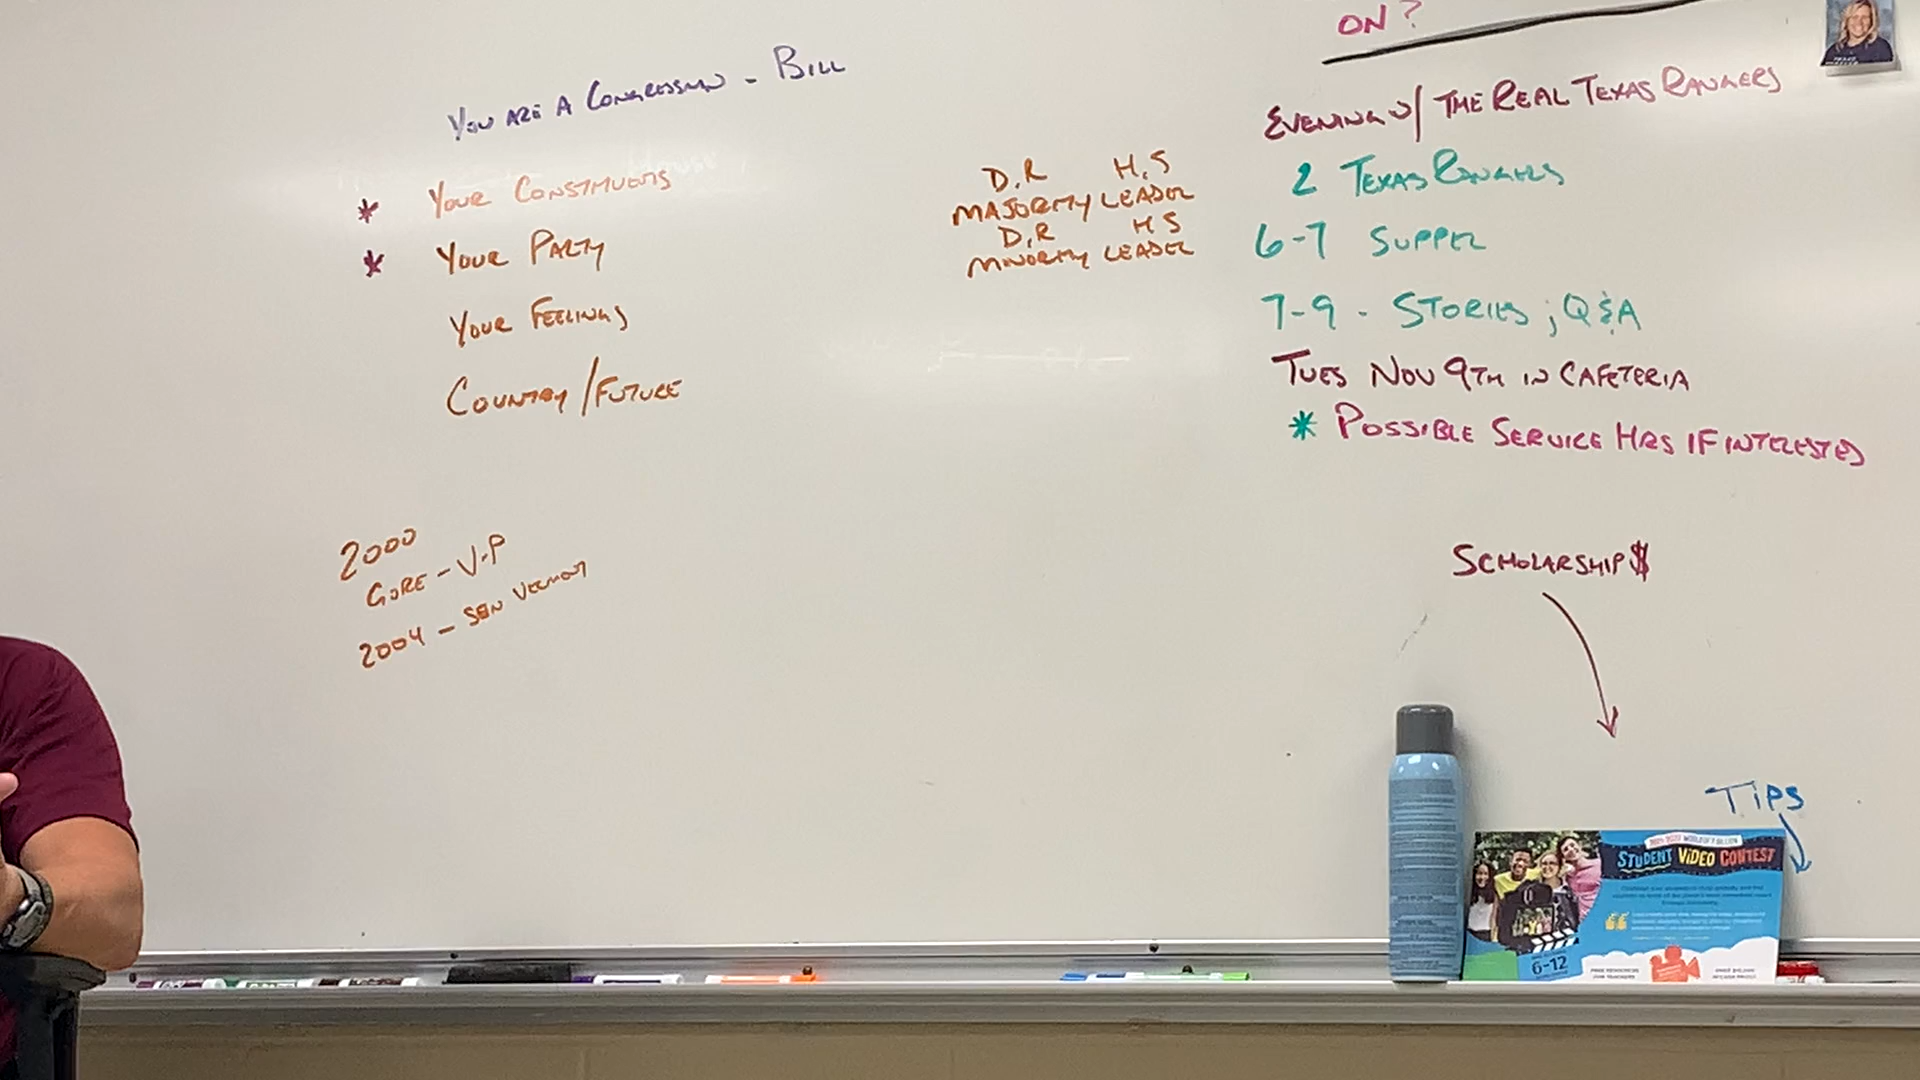 ON?
YOU ARE A CONGRESSMAN - BILL
* YOUR CONSTITUENTS
* YOUR PARTY
YOUR FEELINGS
COUNTRY/FUTURE
2000
GORE - V.P
2004 - SEN VERMONT
D.R H.S
MAJORITY LEADER
D.R H S
MINORITY LEADER
EVENING W/ THE REAL TEXAS RANGERS
2 TEXAS RANGERS
6-7 SUPPER
7-9 - STORIES; Q&A
TUES NOV 9TH IN CAFETERIA
* POSSIBLE SERVICE HRS IF INTERESTED
SCHOLARSHIP$
TIPS
STUDENT VIDEO CONTEST
6-12